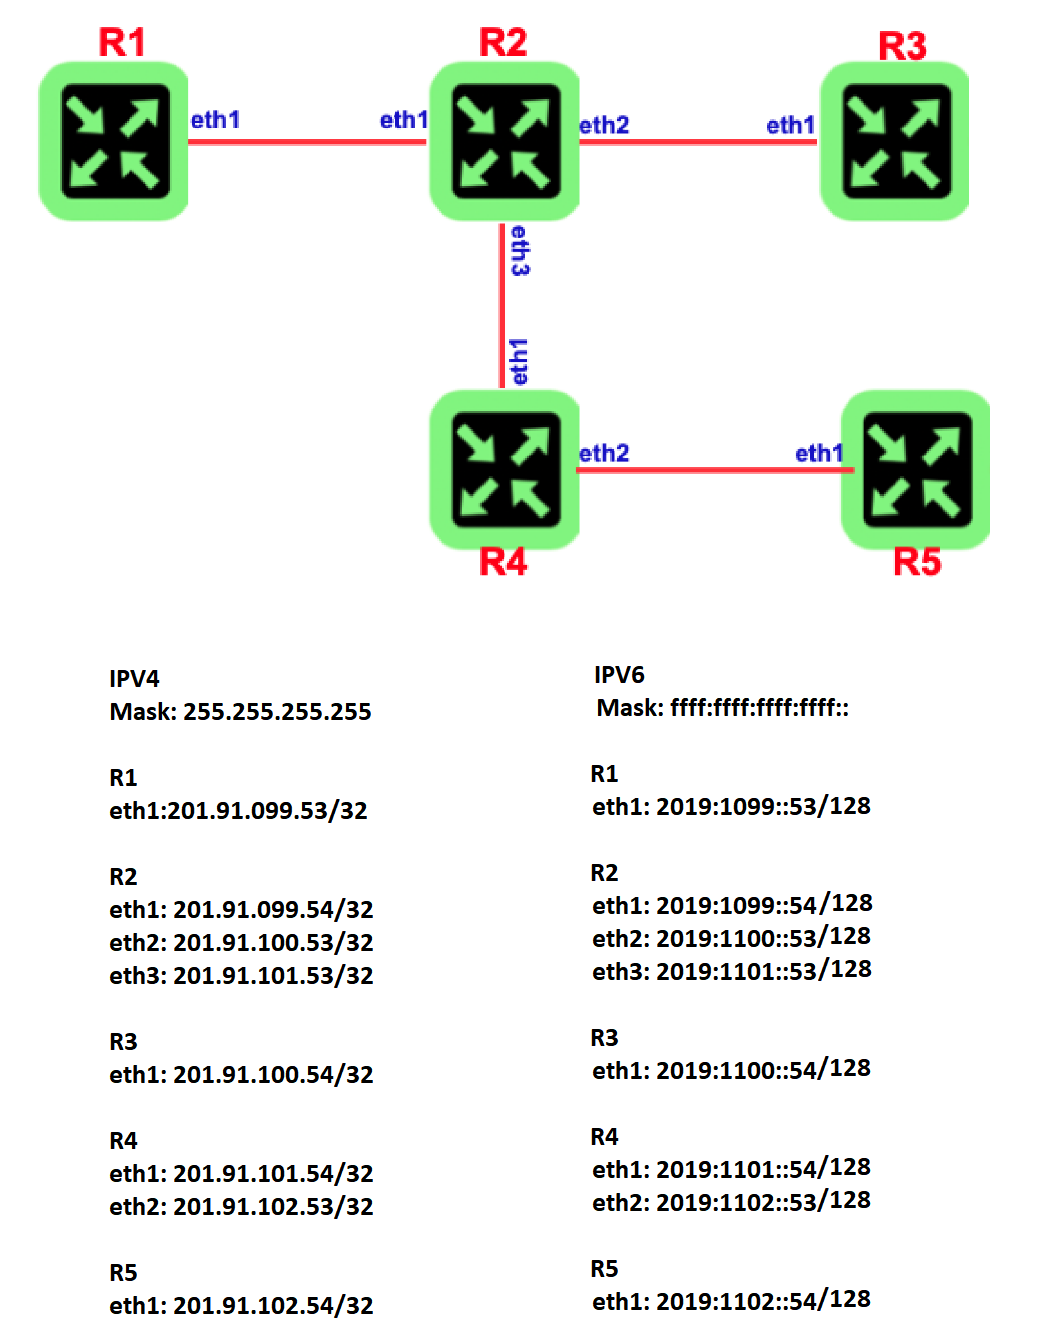 R1
R2
R3
eth1
eth1
eth2
eth1
eth3
eth1
eth2
eth1
R4
R5
IPV4
Mask: 255.255.255.255
R1
eth1:201.91.099.53/32
R2
eth1: 201.91.099.54/32
eth2: 201.91.100.53/32
eth3: 201.91.101.53/32
R3
eth1: 201.91.100.54/32
R4
eth1: 201.91.101.54/32
eth2: 201.91.102.53/32
R5
eth1: 201.91.102.54/32
IPV6
Mask: ffff:ffff:ffff:ffff::
R1
eth1: 2019:1099::53/128
R2
eth1: 2019:1099::54/128
eth2: 2019:1100::53/128
eth3: 2019:1101::53/128
R3
eth1: 2019:1100::54/128
R4
eth1: 2019:1101::54/128
eth2: 2019:1102::53/128
R5
eth1: 2019:1102::54/128